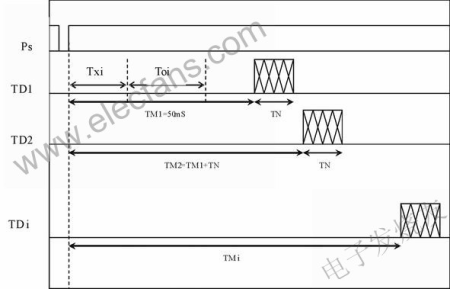 Ps
Txi
Toi
TD1
TM1=50nS
TN
TD2
TM2=TM1+TN
TN
TDi
TMi
www.elecfans.com
电子发烧友